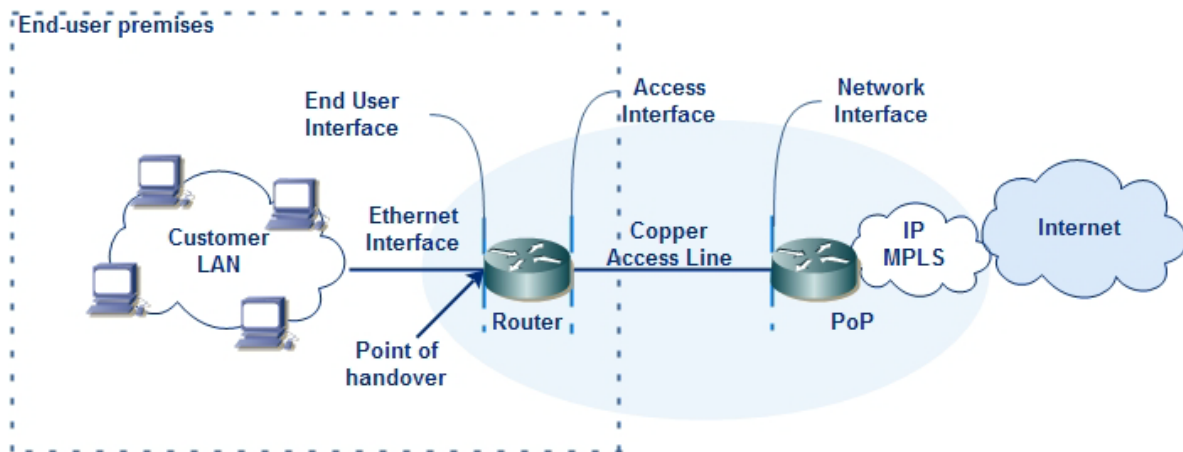 End-user premises
End User
Interface
Access
Interface
Network
Interface
Customer
LAN
Ethernet
Interface
Copper
Access Line
IP
MPLS
Internet
Router
PoP
Point of
handover